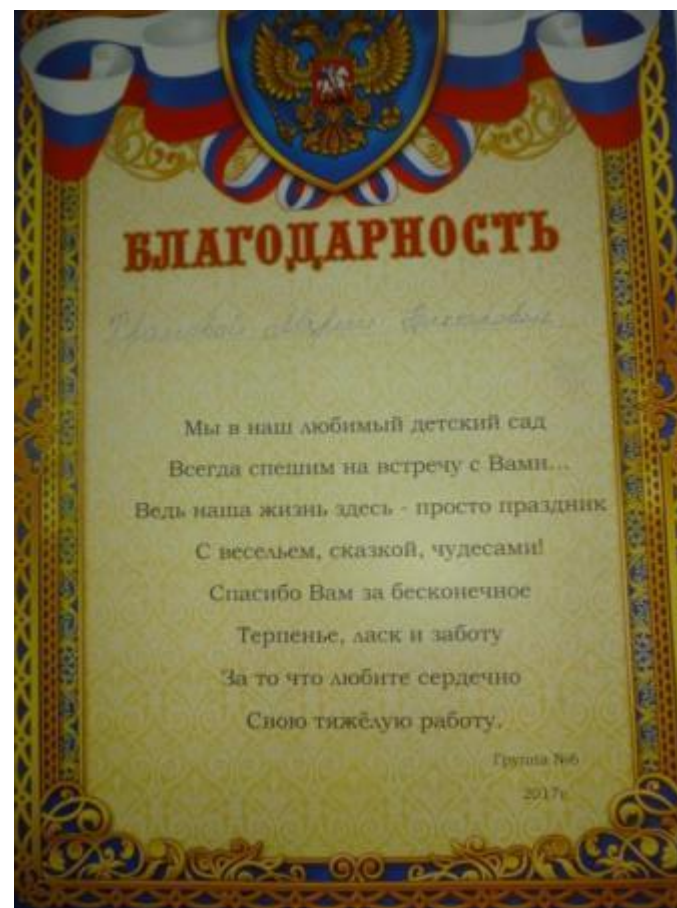 БЛАГОДАРНОСТЬ
Мы в наш любимый детский сад
Всегда спешим на встречу с Вами...
Ведь наша жизнь здесь - просто праздник
С весельем, сказкой, чудесами!
Спасибо Вам за бесконечное
Терпенье, ласк и заботу
За то что любите сердечно
Свою тяжёлую работу.
Группа №6
2017г